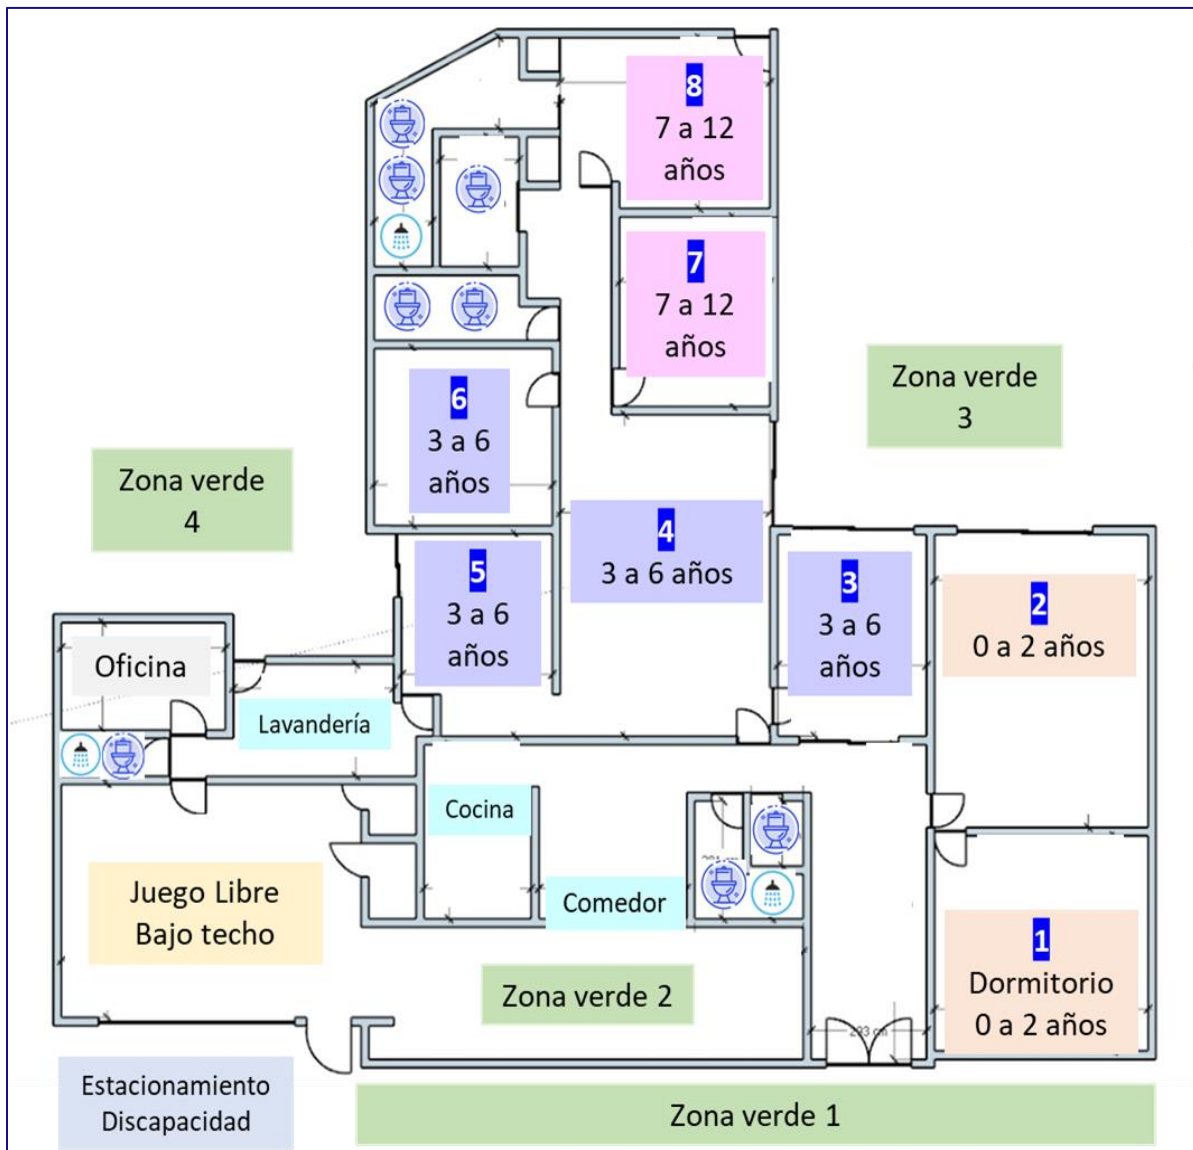 8
7 a 12
años
7
7 a 12
años
Zona verde
3
6
3 a 6
años
Zona verde
4
4
3 a 6 años
5
3 a 6
años
3
3 a 6
años
2
0 a 2 años
Oficina
Lavandería
Cocina
Juego Libre
Bajo techo
Comedor
1
Dormitorio
0 a 2 años
Zona verde 2
293 cm
Estacionamiento
Discapacidad
Zona verde 1